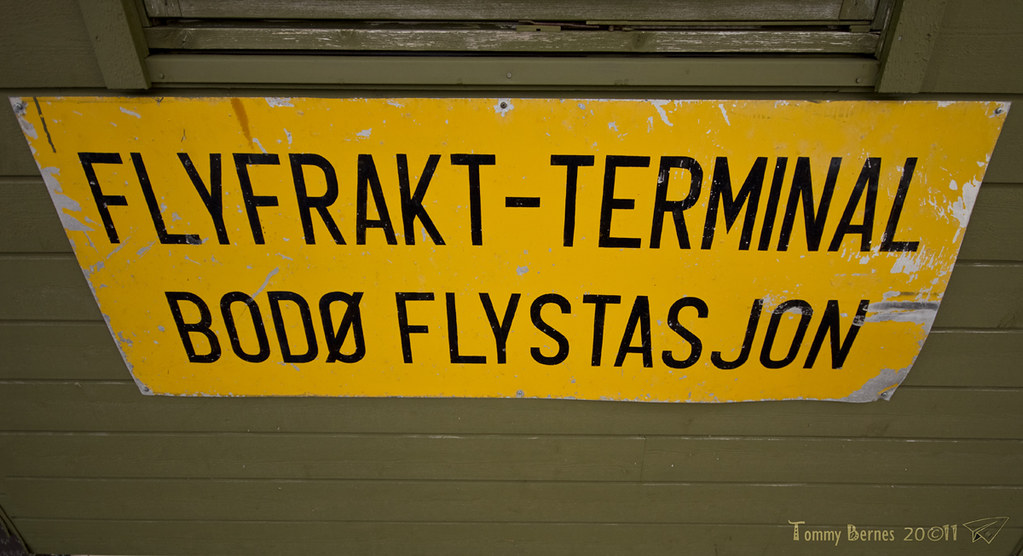 FLYFRAKT-TERMINAL
BODØ FLYSTASJON
Tommy Bernes 20©11